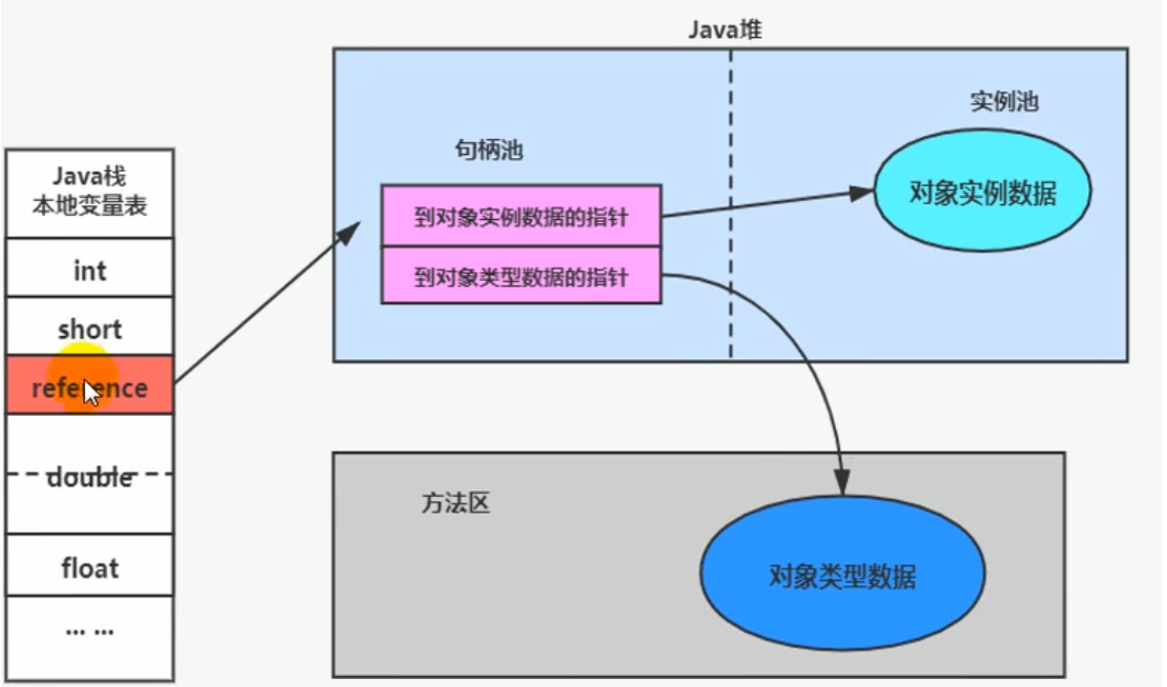 Java堆
实例池
句柄池
Java栈
本地变量表
到对象实例数据的指针
对象实例数据
int
到对象类型数据的指针
short
reference
double
方法区
float
对象类型数据
... ...